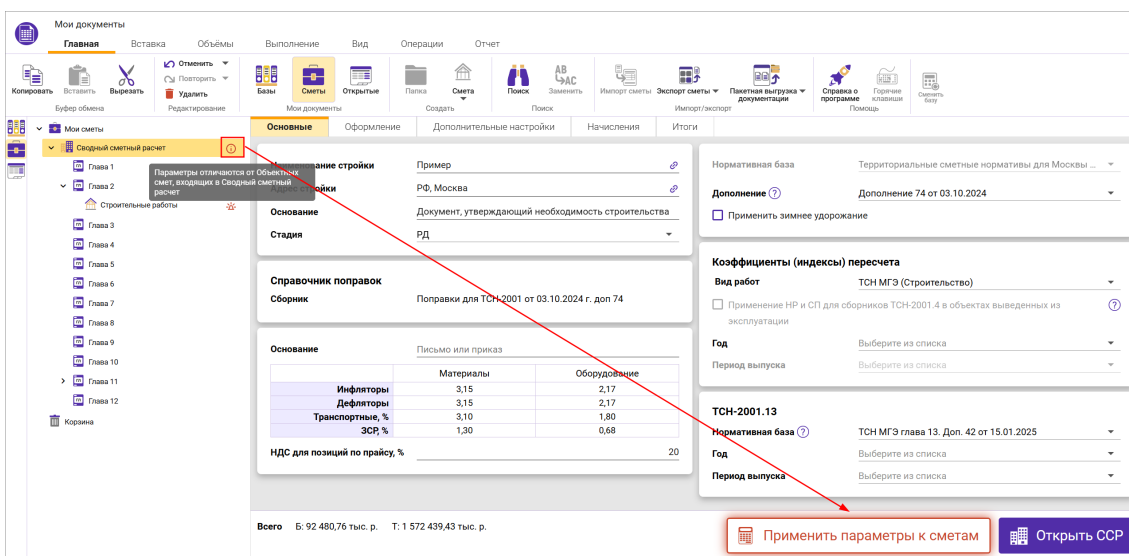 Мои документы
Главная Вставка Объёмы Выполнение Вид Операции Отчет
Копировать Вставить Вырезать
Отменить
Повторить
Удалить
Базы Сметы Открытые
Папка Смета
Поиск Заменить
AB
AC
Импорт сметы Экспорт сметы Пакетная выгрузка документации
Справка о программе Горячие клавиши
Сменить базу
Буфер обмена Редактирование Мои документы Создать Поиск Импорт/экспорт Помощь
Мои сметы
Сводный сметный расчет
Глава 1
Параметры отличаются от Объектных
смет, входящих в Сводный сметный
расчет
Глава 2
Строительные работы
Глава 3
Глава 4
Глава 5
Глава 6
Глава 7
Глава 8
Глава 9
Глава 10
Глава 11
Глава 12
Корзина
Основные Оформление Дополнительные настройки Начисления Итоги
Наименование стройки Пример
Адрес стройки РФ, Москва
Основание Документ, утверждающий необходимость строительства
Стадия РД
Справочник поправок
Сборник Поправки для ТСН-2001 от 03.10.2024 г. доп 74
Основание Письмо или приказ
Материалы Оборудование
Инфляторы 3,15 2,17
Дефляторы 3,15 2,17
Транспортные, % 3,10 1,80
ЗСР, % 1,30 0,68
НДС для позиций по прайсу, % 20
Нормативная база Территориальные сметные нормативы для Москвы ...
Дополнение ? Дополнение 74 от 03.10.2024
Применить зимнее удорожание
Коэффициенты (индексы) пересчета
Вид работ ТСН МГЭ (Строительство)
Применение НР и СП для сборников ТСН-2001.4 в объектах выведенных из ?
эксплуатации
Год Выберите из списка
Период выпуска Выберите из списка
ТСН-2001.13
Нормативная база ? ТСН МГЭ глава 13. Доп. 42 от 15.01.2025
Год Выберите из списка
Период выпуска Выберите из списка
Всего Б: 92 480,76 тыс. р. Т: 1 572 439,43 тыс. р.
Применить параметры к сметам Открыть ССР